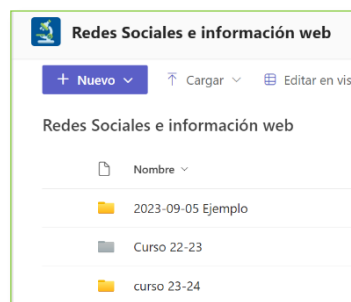 Redes Sociales e información web
+ Nuevo Cargar Editar en vis
Redes Sociales e información web
Nombre
2023-09-05 Ejemplo
Curso 22-23
curso 23-24